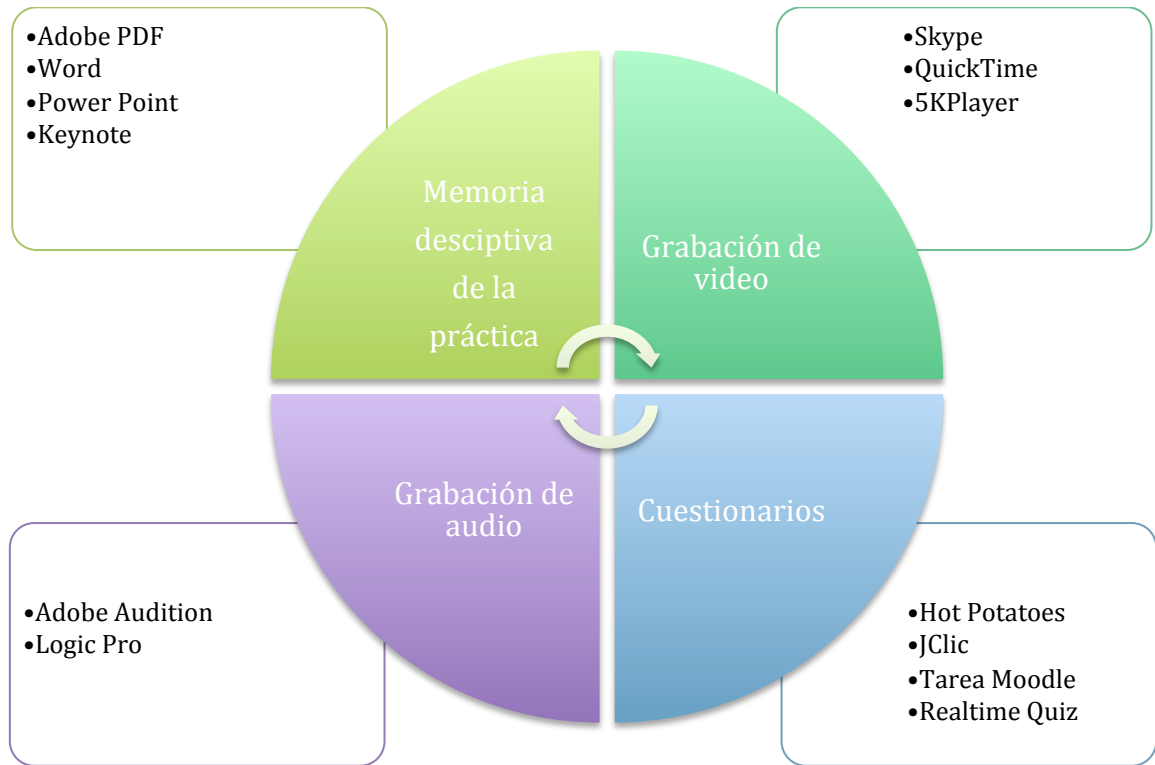 •Adobe PDF
•Word
•Power Point
•Keynote
•Skype
•QuickTime
•5KPlayer
Memoria
desciptiva
de la
práctica
Grabación de
video
Grabación de
audio
Cuestionarios
•Adobe Audition
•Logic Pro
•Hot Potatoes
•JClic
•Tarea Moodle
•Realtime Quiz